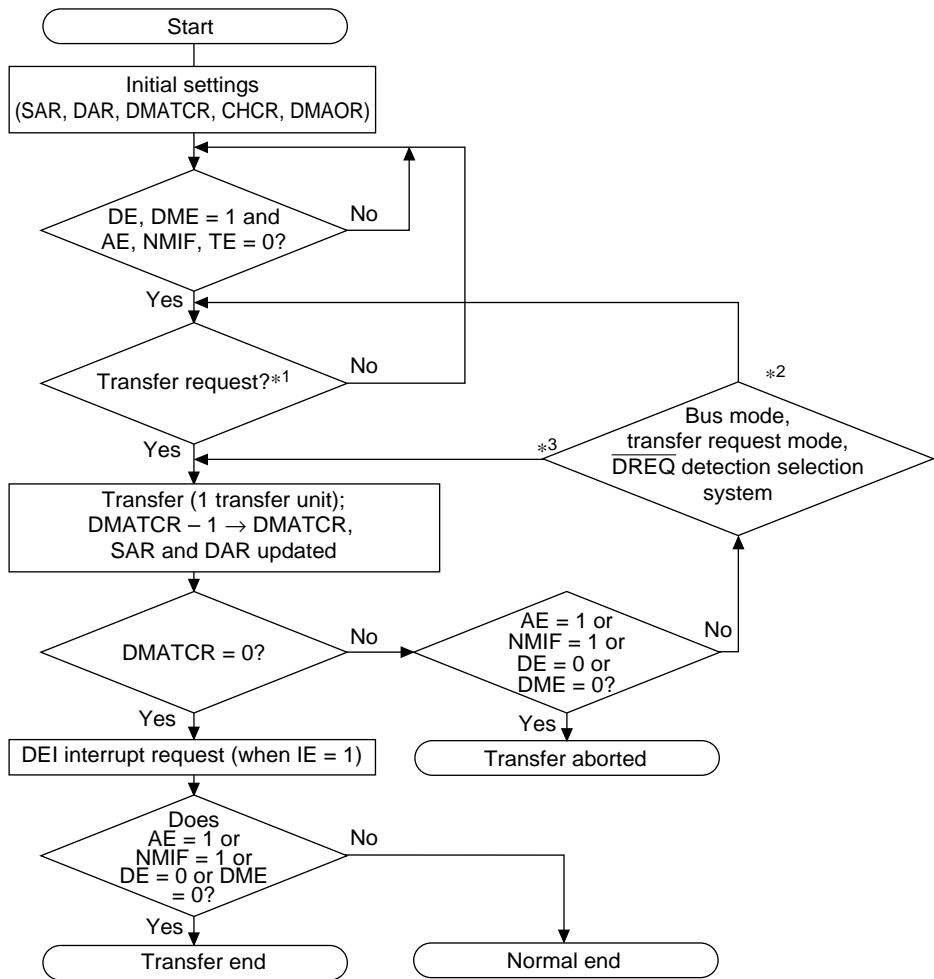 Start
Initial settings
(SAR, DAR, DMATCR, CHCR, DMAOR)
DE, DME = 1 and
AE, NMIF, TE = 0?
No
Yes
Transfer request?*1
No
Yes
*2
Bus mode,
transfer request mode,
DREQ detection selection
system
*3
Transfer (1 transfer unit);
DMATCR – 1 → DMATCR,
SAR and DAR updated
DMATCR = 0?
No
Yes
AE = 1 or
NMIF = 1 or
DE = 0 or
DME = 0?
No
Yes
Transfer aborted
DEI interrupt request (when IE = 1)
Does
AE = 1 or
NMIF = 1 or
DE = 0 or DME
= 0?
No
Yes
Transfer end
Normal end